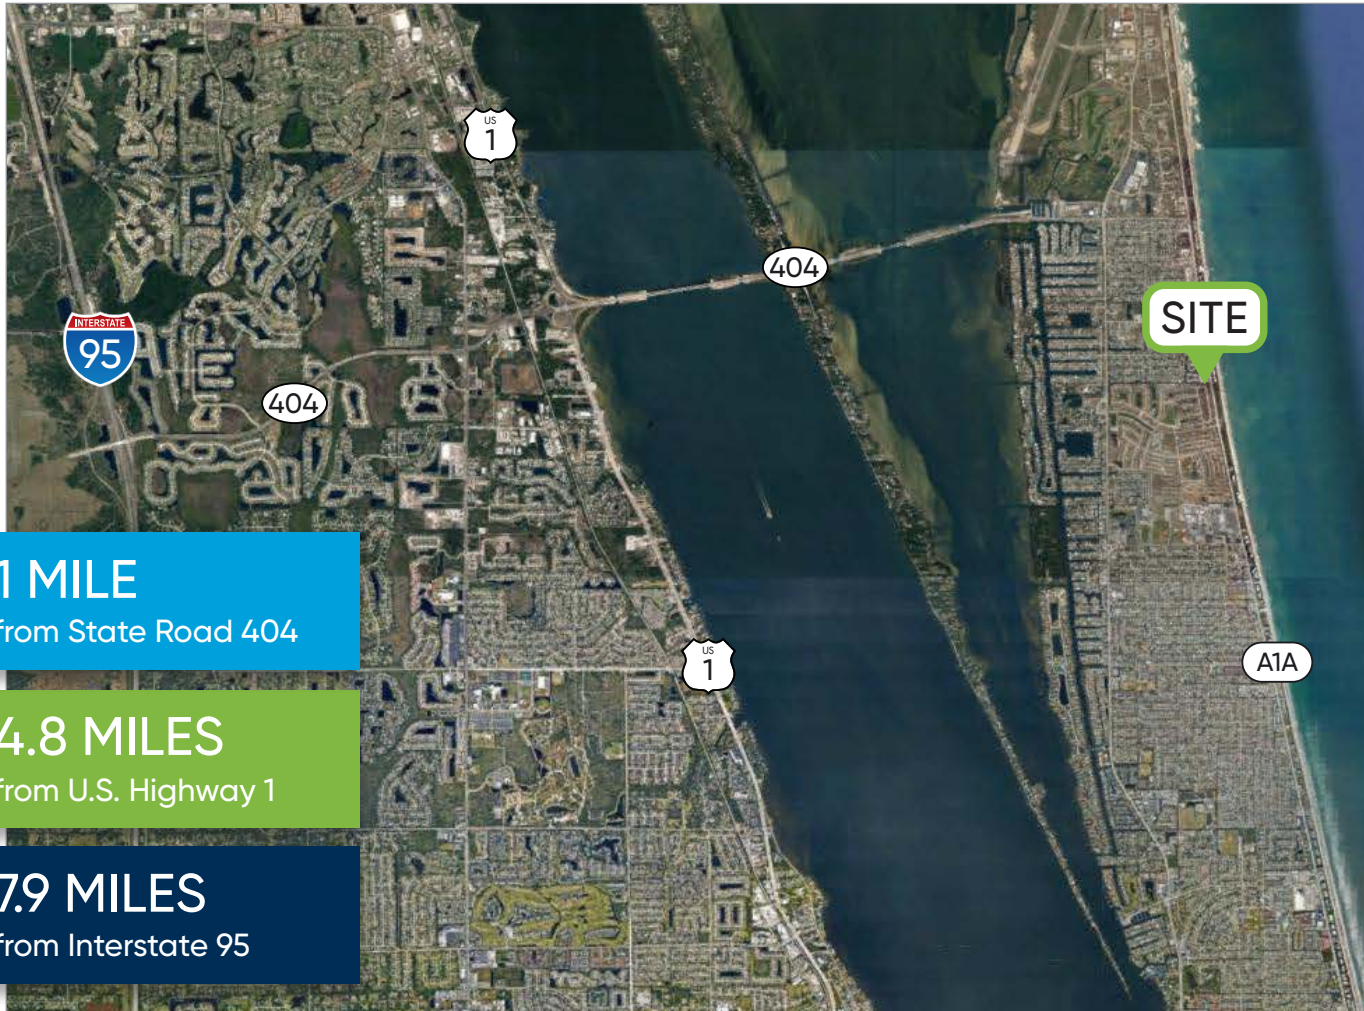 US
1
404
SITE
INTERSTATE
95
404
1 MILE
from State Road 404
US
1
A1A
4.8 MILES
from U.S. Highway 1
7.9 MILES
from Interstate 95